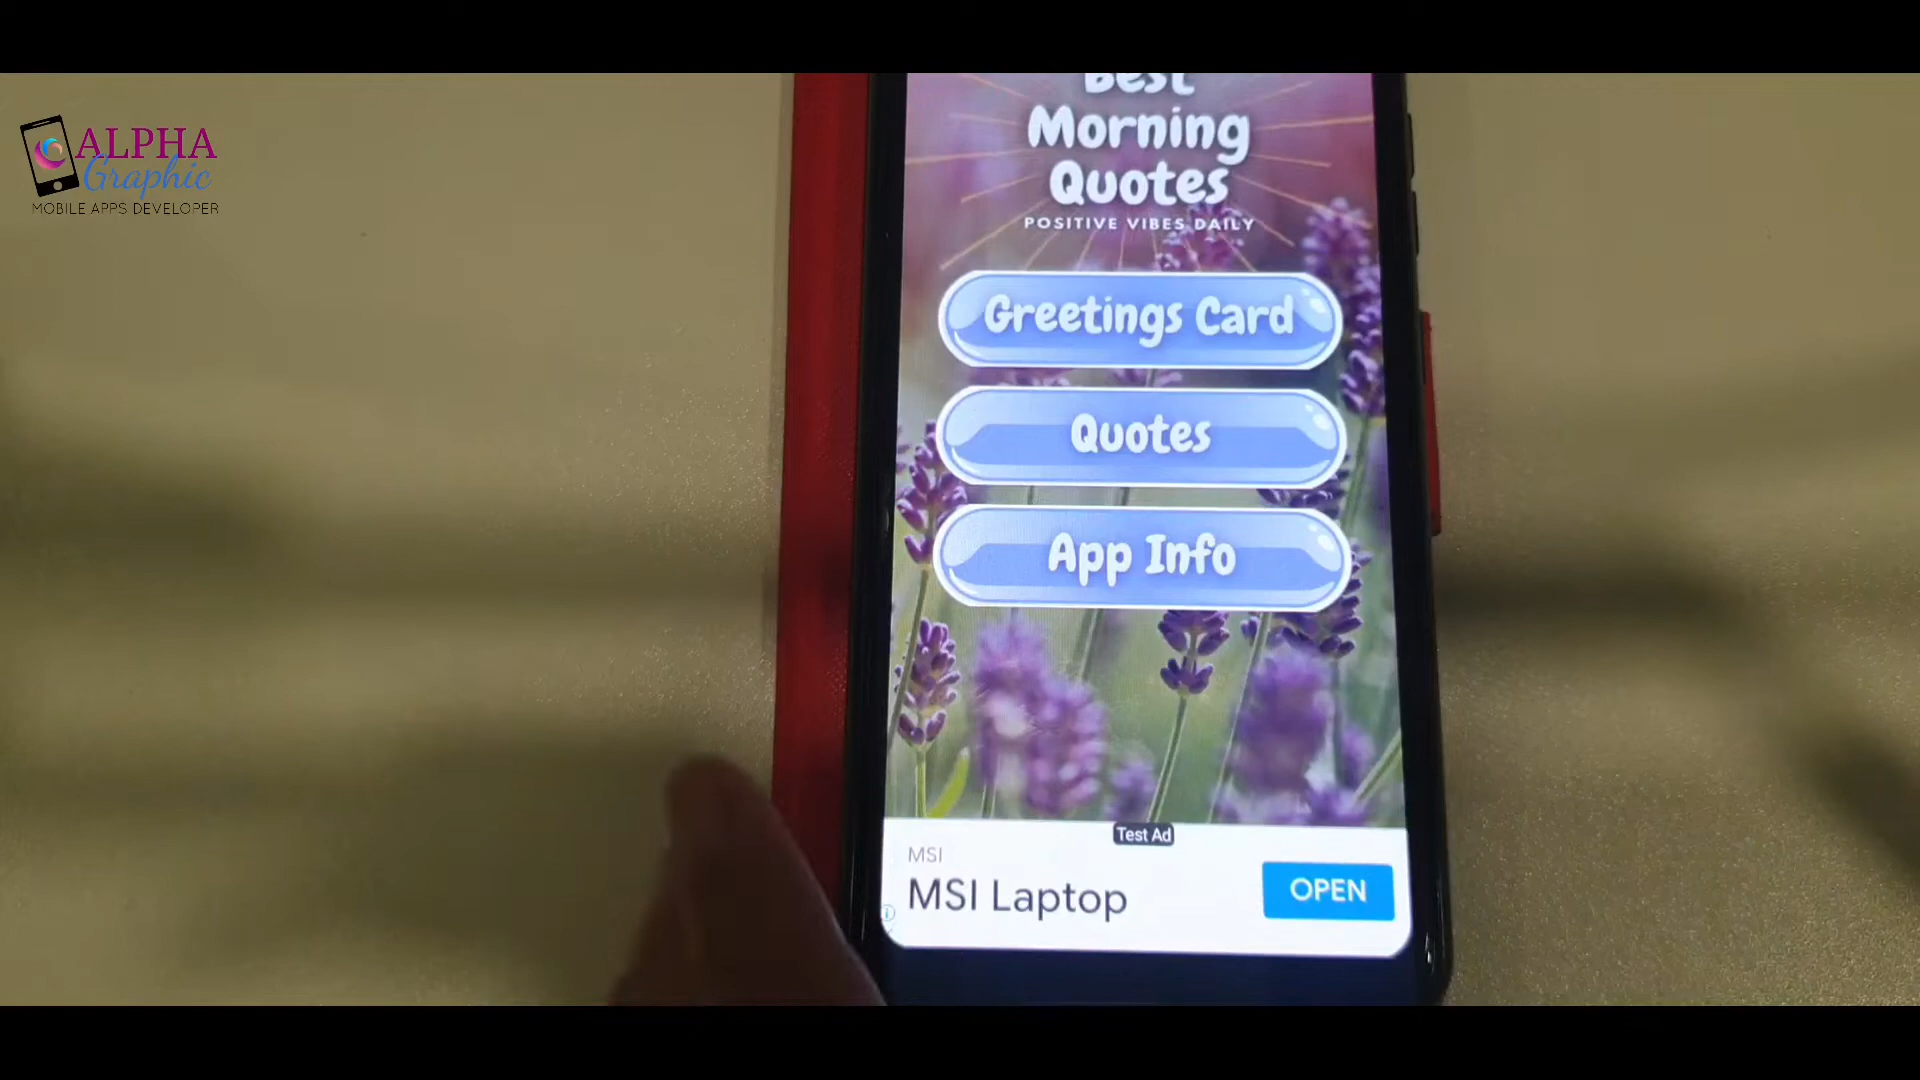 ALPHA
Graphic
MOBILE APPS DEVELOPER
Best
Morning
Quotes
POSITIVE VIBES DAILY
Greetings Card
Quotes
App Info
Test Ad
MSI
MSI Laptop
OPEN